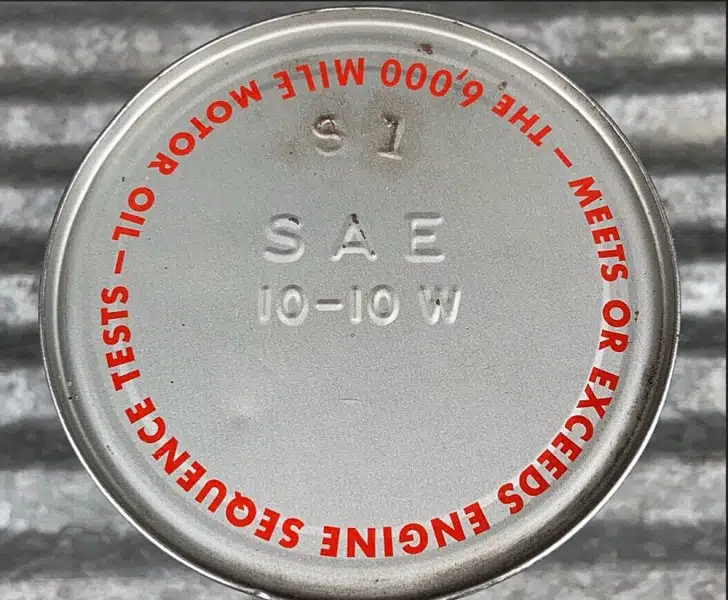 S 1
SAE
10-10 W
THE 6,000 MILE MOTOR OIL —
MEETS OR EXCEEDS ENGINE SEQUENCE TESTS —